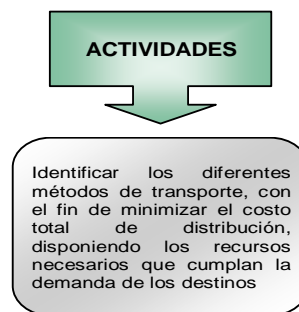 ACTIVIDADES
Identificar los diferentes
métodos de transporte, con
el fin de minimizar el costo
total de distribución,
disponiendo los recursos
necesarios que cumplan la
demanda de los destinos